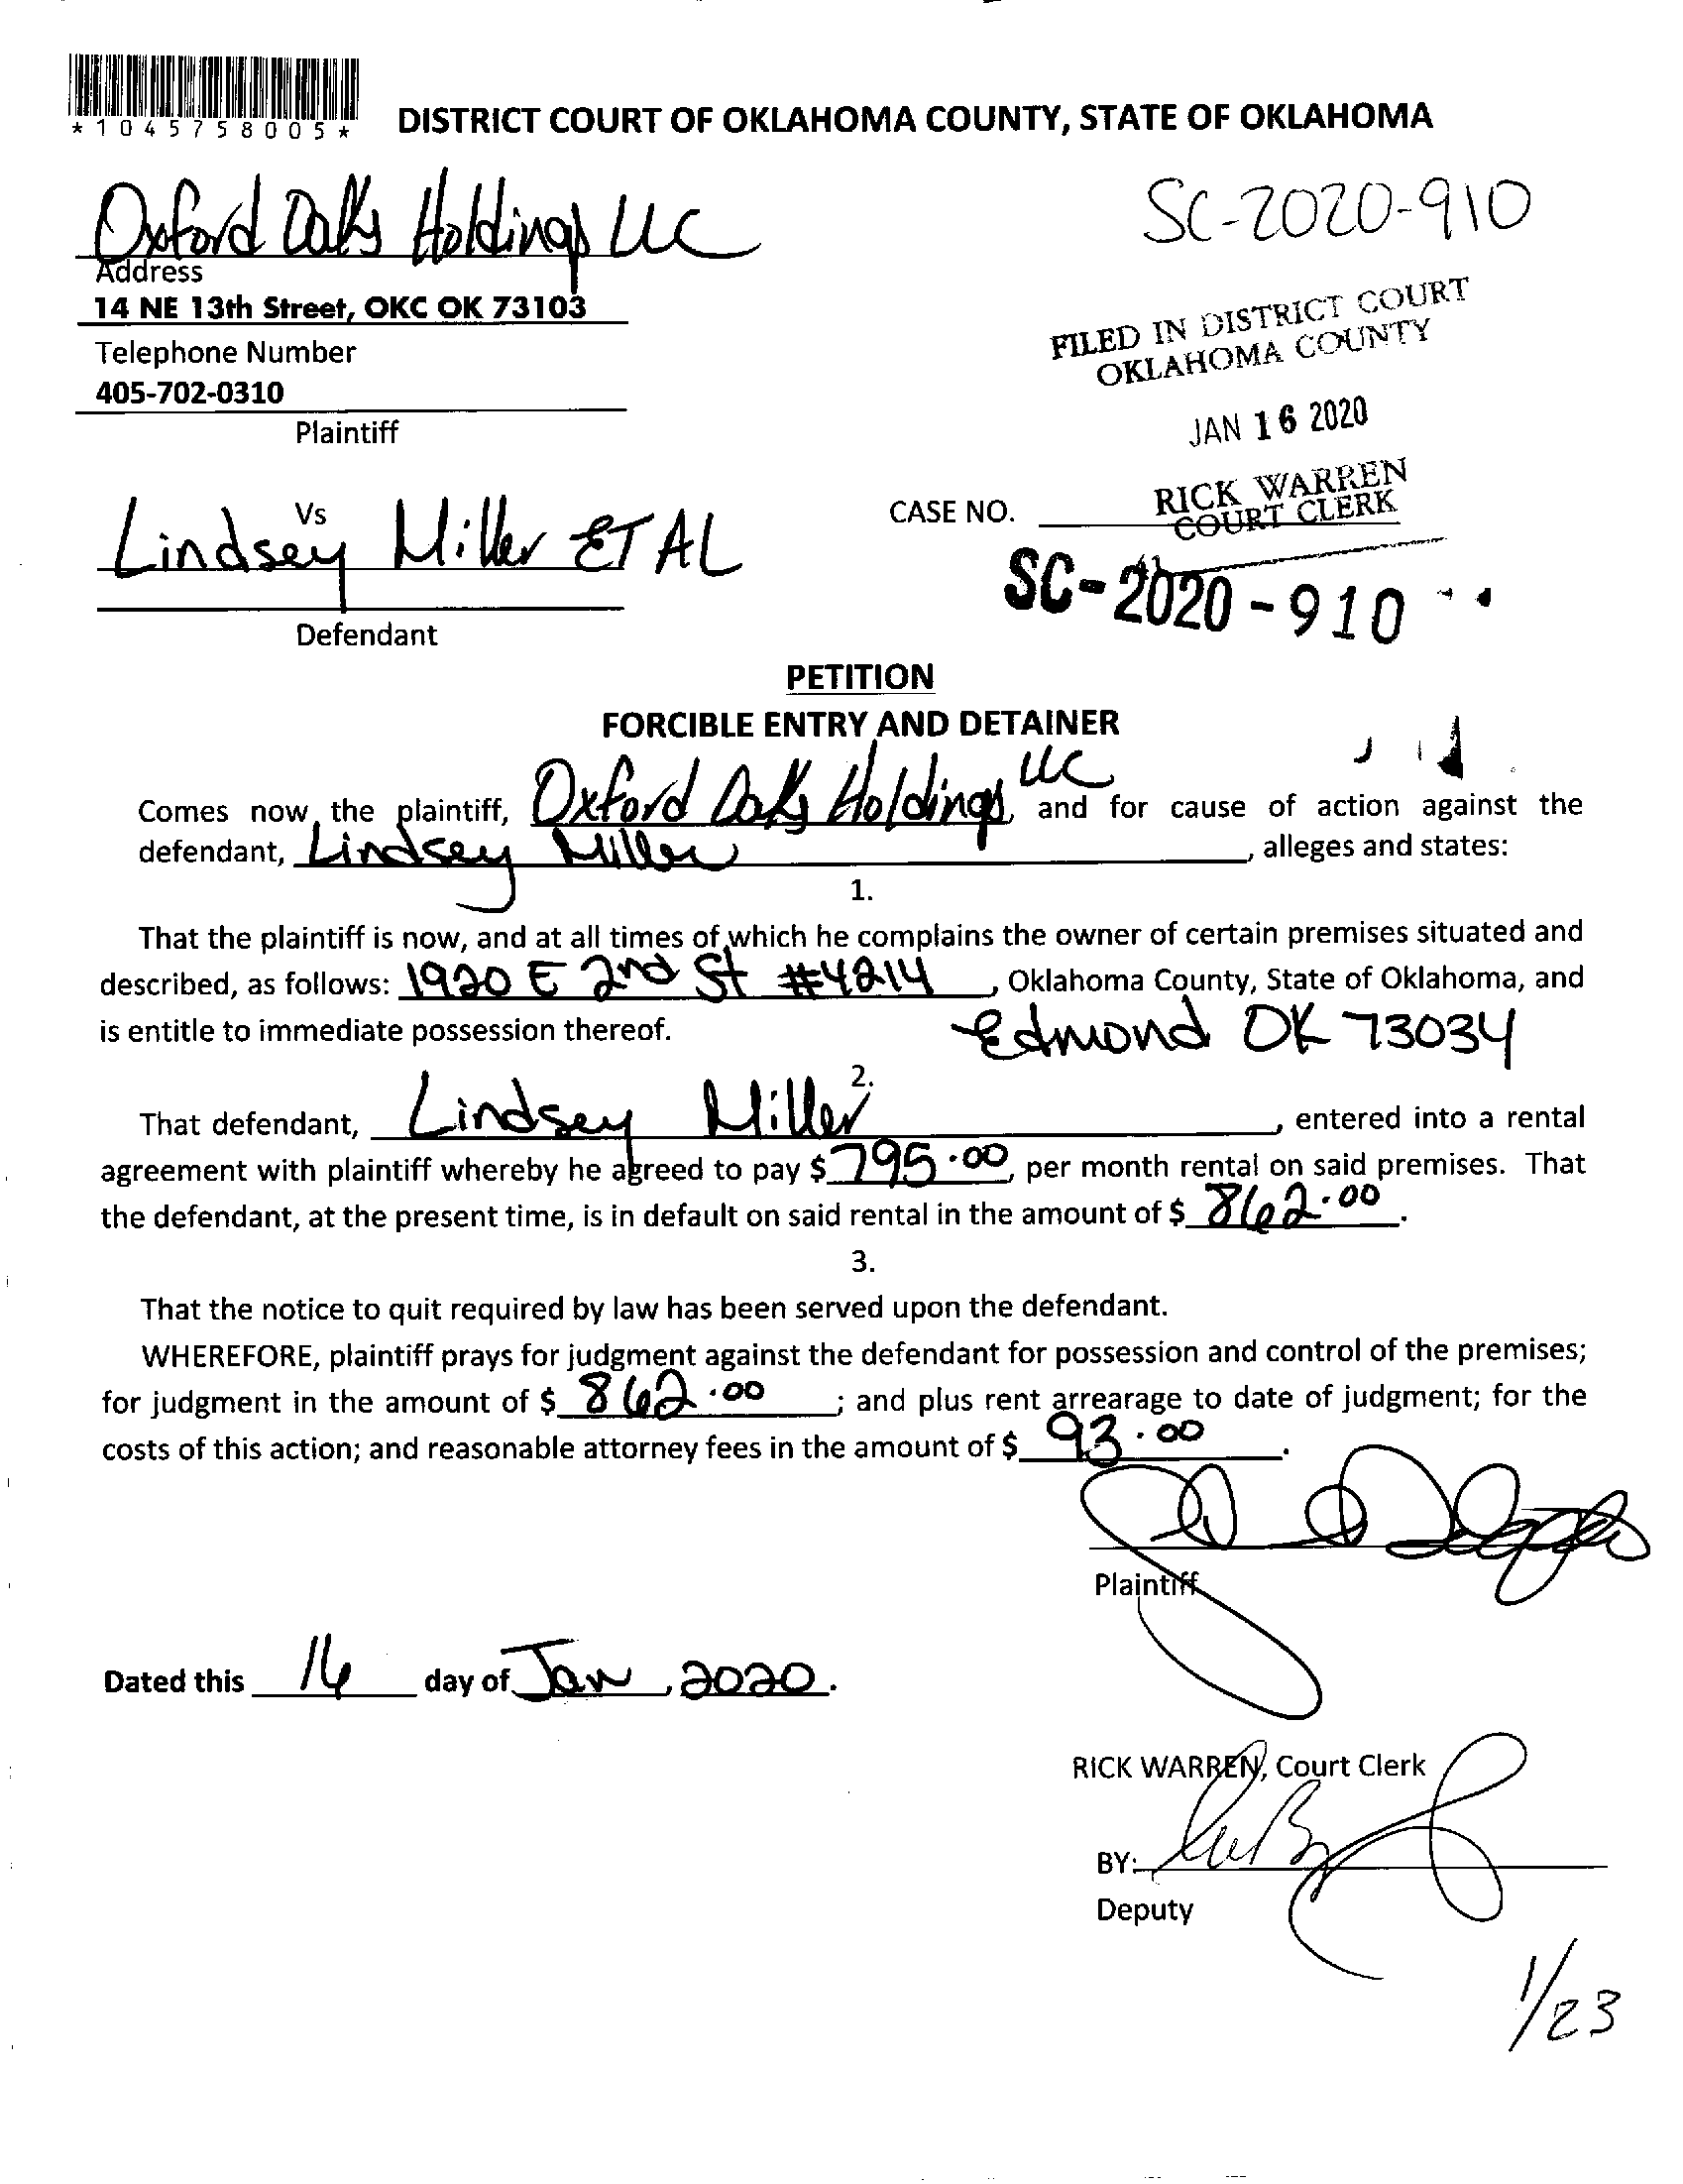 *1045758005*
DISTRICT COURT OF OKLAHOMA COUNTY, STATE OF OKLAHOMA
Oxford Oaks Holdings LLC
SC-2020-910
Address
14 NE 13th Street, OKC OK 73103
FILED IN DISTRICT COURT
OKLAHOMA COUNTY
Telephone Number
405-702-0310
JAN 16 2020
Plaintiff
RICK WARREN
COURT CLERK
Vs
CASE NO.
Lindsey Miller ET AL
SC-2020-910
Defendant
PETITION
FORCIBLE ENTRY AND DETAINER
Comes now, the plaintiff, Oxford Oaks Holdings, LLC and for cause of action against the
defendant, Lindsey Miller, alleges and states:
1.
That the plaintiff is now, and at all times of which he complains the owner of certain premises situated and
described, as follows: 1920 E 2nd St #4214, Oklahoma County, State of Oklahoma, and
is entitle to immediate possession thereof. Edmond OK 73034
2.
That defendant, Lindsey Miller, entered into a rental
agreement with plaintiff whereby he agreed to pay $ 795.00, per month rental on said premises. That
the defendant, at the present time, is in default on said rental in the amount of $ 862.00.
3.
That the notice to quit required by law has been served upon the defendant.
WHEREFORE, plaintiff prays for judgment against the defendant for possession and control of the premises;
for judgment in the amount of $ 862.00; and plus rent arrearage to date of judgment; for the
costs of this action; and reasonable attorney fees in the amount of $ 93.00.
Plaintiff
Dated this 16 day of Jan, 2020.
RICK WARREN, Court Clerk
BY:
Deputy
1/23